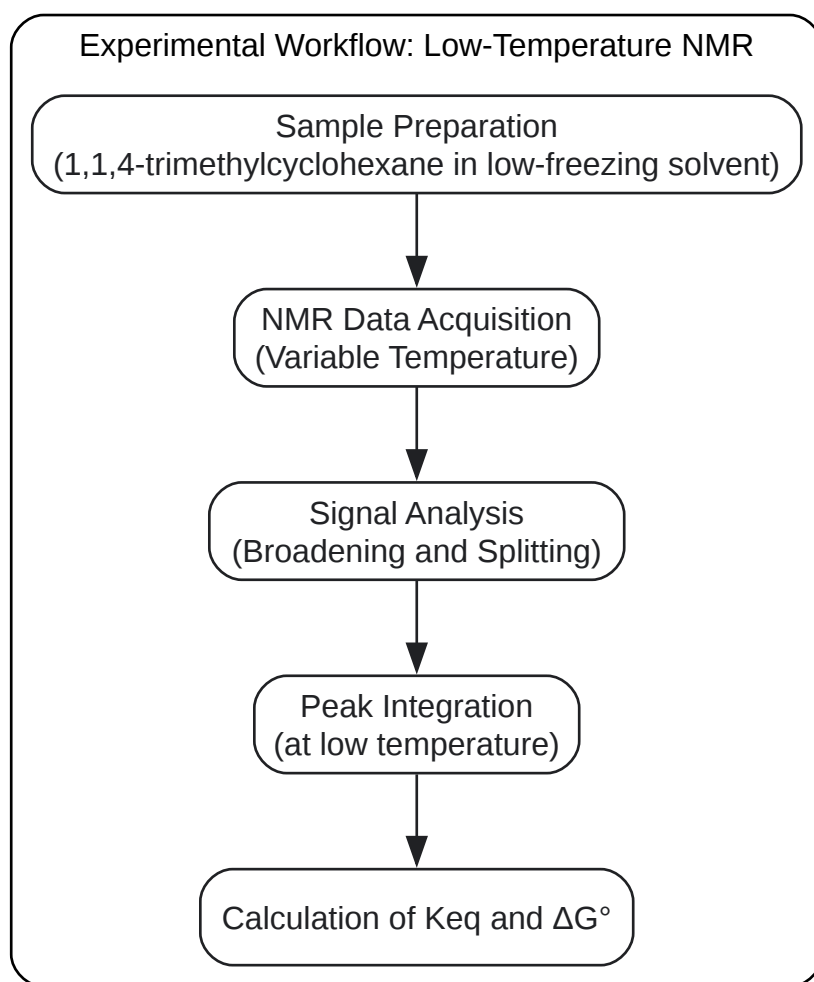 Experimental Workflow: Low-Temperature NMR
Sample Preparation
(1,1,4-trimethylcyclohexane in low-freezing solvent)
NMR Data Acquisition
(Variable Temperature)
Signal Analysis
(Broadening and Splitting)
Peak Integration
(at low temperature)
Calculation of Keq and ΔG°